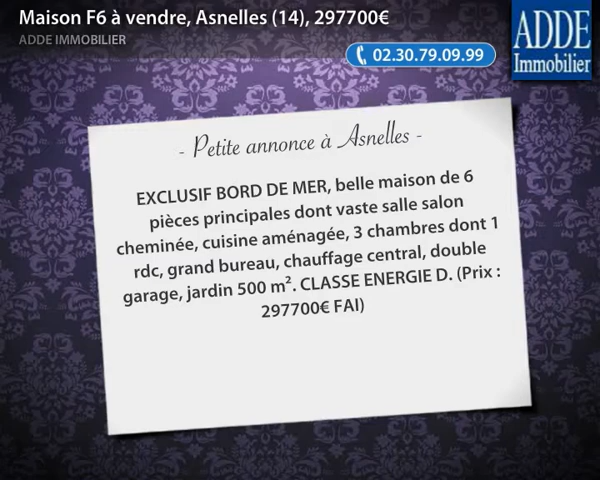 Maison F6 à vendre, Asnelles (14), 297700€
ADDE IMMOBILIER
02.30.79.09.99
ADDE
Immobilier
- Petite annonce à Asnelles -
EXCLUSIF BORD DE MER, belle maison de 6
pièces principales dont vaste salle salon
cheminée, cuisine aménagée, 3 chambres dont 1
rdc, grand bureau, chauffage central, double
garage, jardin 500 m². CLASSE ENERGIE D. (Prix :
297700€ FAI)